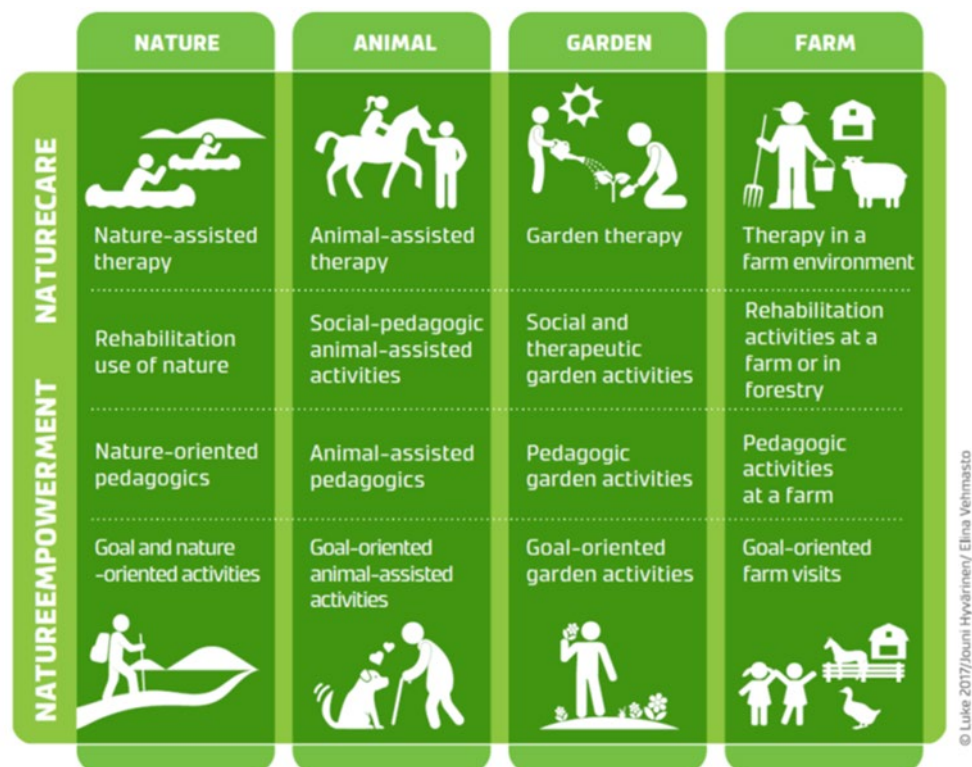 NATURE
ANIMAL
GARDEN
FARM
NATURECARE
Nature-assisted
therapy
Animal-assisted
therapy
Garden therapy
Therapy in a
farm environment
Rehabilitation
use of nature
Social-pedagogic
animal-assisted
activities
Social and
therapeutic
garden activities
Rehabilitation
activities at a
farm or in
forestry
NATUREEMPOWERMENT
Nature-oriented
pedagogics
Animal-assisted
pedagogics
Pedagogic
garden activities
Pedagogic
activities
at a farm
Goal and nature
-oriented activities
Goal-oriented
animal-assisted
activities
Goal-oriented
garden activities
Goal-oriented
farm visits
© Luke 2017/Jouni Hyvärinen/ Elina Vehmasto